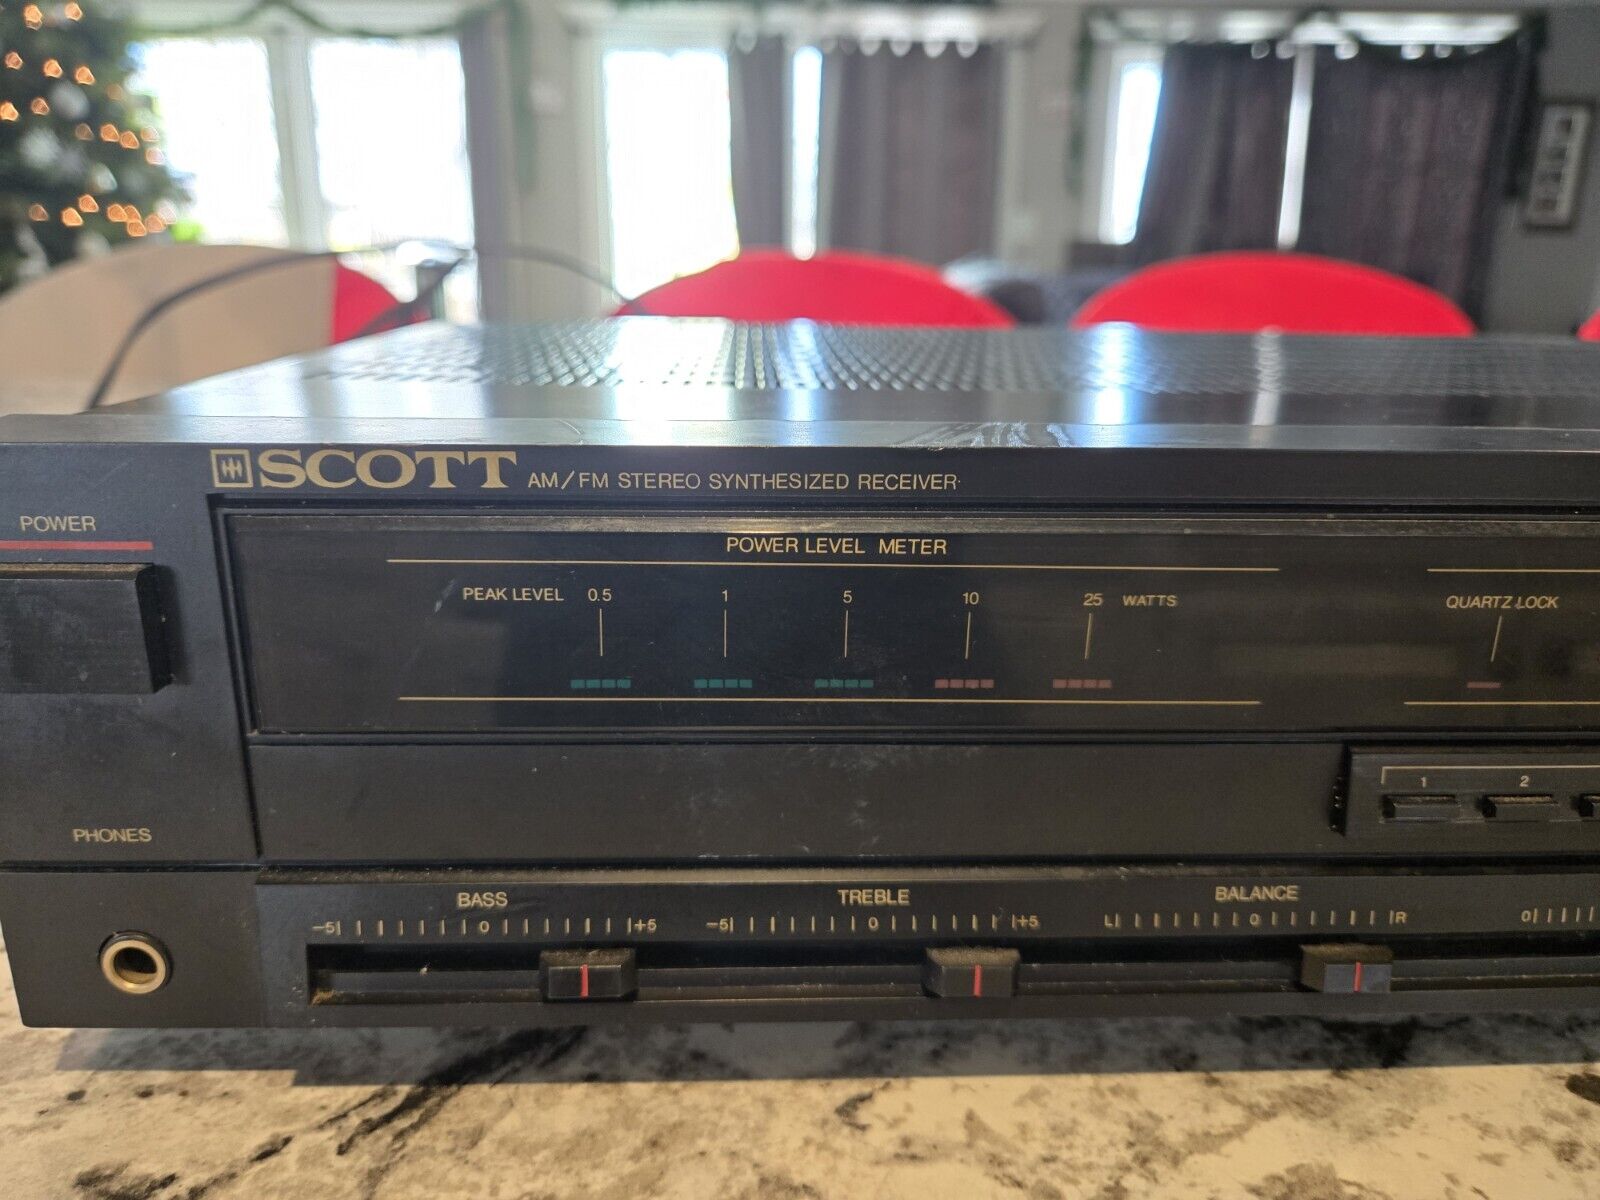 SCOTT AM/FM STEREO SYNTHESIZED RECEIVER
POWER
POWER LEVEL METER
PEAK LEVEL 0.5 1 5 10 25 WATTS
QUARTZ LOCK
1 2
PHONES
BASS
-5 0 +5
TREBLE
-5 0 +5
BALANCE
L 0 R
0